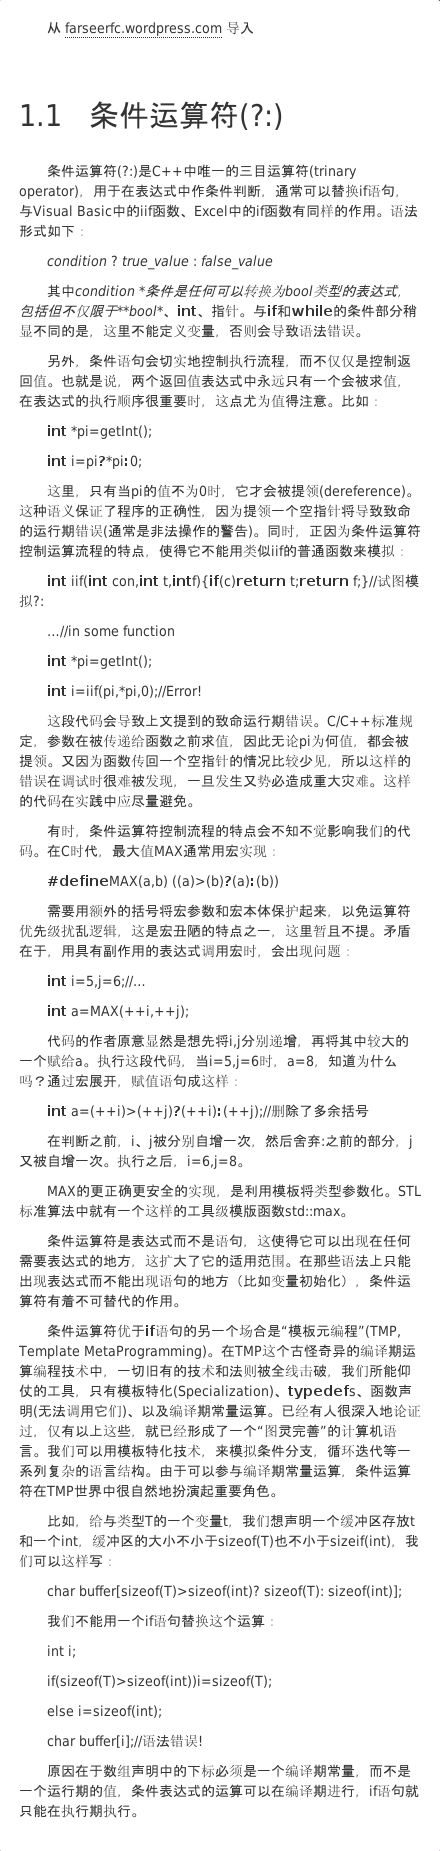 从 farseerfc.wordpress.com 导入
1.1 条件运算符(?:)
条件运算符(?:)是C++中唯一的三目运算符(trinary
operator)，用于在表达式中作条件判断，通常可以替换if语句，
与Visual Basic中的iif函数、Excel中的if函数有同样的作用。语法
形式如下：
condition ? true_value : false_value
其中condition *条件是任何可以转换为bool类型的表达式，
包括但不仅限于**bool*、int、指针。与if和while的条件部分稍
显不同的是，这里不能定义变量，否则会导致语法错误。
另外，条件语句会切实地控制执行流程，而不仅仅是控制返
回值。也就是说，两个返回值表达式中永远只有一个会被求值，
在表达式的执行顺序很重要时，这点尤为值得注意。比如：
int *pi=getInt();
int i=pi?*pi:0;
这里，只有当pi的值不为0时，它才会被提领(dereference)。
这种语义保证了程序的正确性，因为提领一个空指针将导致致命
的运行期错误(通常是非法操作的警告)。同时，正因为条件运算符
控制运算流程的特点，使得它不能用类似iif的普通函数来模拟：
int iif(int con,int t,intf){if(c)return t;return f;}//试图模
拟?:
…//in some function
int *pi=getInt();
int i=iif(pi,*pi,0);//Error!
这段代码会导致上文提到的致命运行期错误。C/C++标准规
定，参数在被传递给函数之前求值，因此无论pi为何值，都会被
提领。又因为函数传回一个空指针的情况比较少见，所以这样的
错误在调试时很难被发现，一旦发生又势必造成重大灾难。这样
的代码在实践中应尽量避免。
有时，条件运算符控制流程的特点会不知不觉影响我们的代
码。在C时代，最大值MAX通常用宏实现：
#defineMAX(a,b) ((a)>(b)?(a):(b))
需要用额外的括号将宏参数和宏本体保护起来，以免运算符
优先级扰乱逻辑，这是宏丑陋的特点之一，这里暂且不提。矛盾
在于，用具有副作用的表达式调用宏时，会出现问题：
int i=5,j=6;//…
int a=MAX(++i,++j);
代码的作者原意显然是想先将i,j分别递增，再将其中较大的
一个赋给a。执行这段代码，当i=5,j=6时，a=8，知道为什么
吗？通过宏展开，赋值语句成这样：
int a=(++i)>(++j)?(++i):(++j);//删除了多余括号
在判断之前，i、j被分别自增一次，然后舍弃:之前的部分，j
又被自增一次。执行之后，i=6,j=8。
MAX的更正确更安全的实现，是利用模板将类型参数化。STL
标准算法中就有一个这样的工具级模版函数std::max。
条件运算符是表达式而不是语句，这使得它可以出现在任何
需要表达式的地方，这扩大了它的适用范围。在那些语法上只能
出现表达式而不能出现语句的地方（比如变量初始化），条件运
算符有着不可替代的作用。
条件运算符优于if语句的另一个场合是“模板元编程”(TMP,
Template MetaProgramming)。在TMP这个古怪奇异的编译期运
算编程技术中，一切旧有的技术和法则被全线击破，我们所能仰
仗的工具，只有模板特化(Specialization)、typedefs、函数声
明(无法调用它们)、以及编译期常量运算。已经有人很深入地论证
过，仅有以上这些，就已经形成了一个“图灵完善”的计算机语
言。我们可以用模板特化技术，来模拟条件分支，循环迭代等一
系列复杂的语言结构。由于可以参与编译期常量运算，条件运算
符在TMP世界中很自然地扮演起重要角色。
比如，给与类型T的一个变量t，我们想声明一个缓冲区存放t
和一个int，缓冲区的大小不小于sizeof(T)也不小于sizeif(int)，我
们可以这样写：
char buffer[sizeof(T)>sizeof(int)? sizeof(T): sizeof(int)];
我们不能用一个if语句替换这个运算：
int i;
if(sizeof(T)>sizeof(int))i=sizeof(T);
else i=sizeof(int);
char buffer[i];//语法错误!
原因在于数组声明中的下标必须是一个编译期常量，而不是
一个运行期的值，条件表达式的运算可以在编译期进行，if语句就
只能在执行期执行。